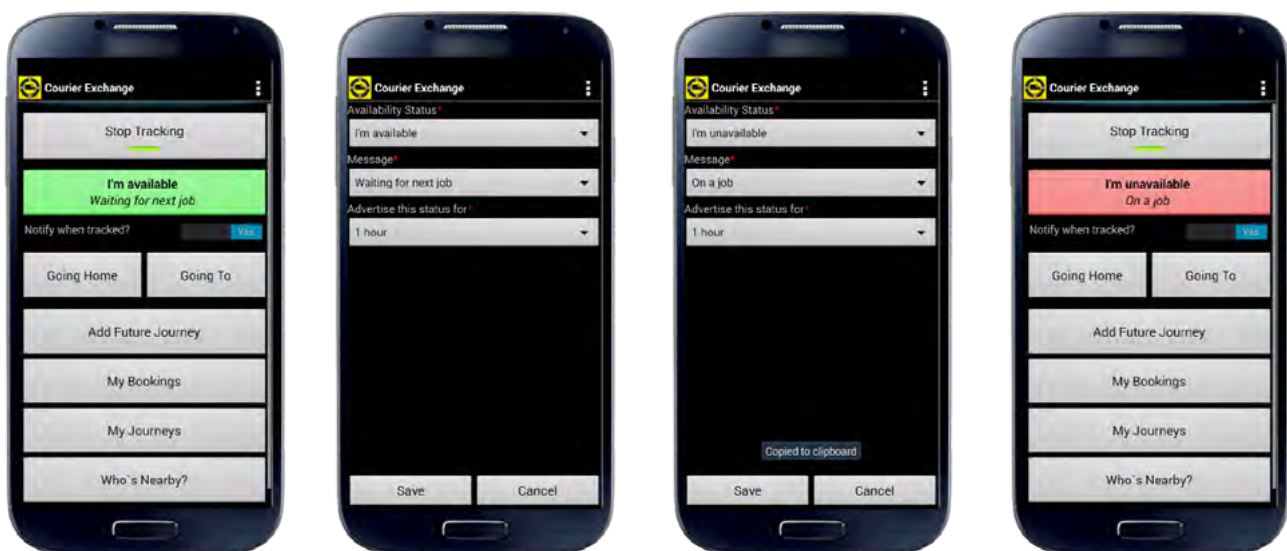 Courier Exchange
Stop Tracking
I'm available
Waiting for next job
Notify when tracked?
Yes
Going Home
Going To
Add Future Journey
My Bookings
My Journeys
Who`s Nearby?
Courier Exchange
Availability Status*
I'm available
Message*
Waiting for next job
Advertise this status for*
1 hour
Save
Cancel
Courier Exchange
Availability Status*
I'm unavailable
Message*
On a job
Advertise this status for*
1 hour
Copied to clipboard
Save
Cancel
Courier Exchange
Stop Tracking
I'm unavailable
On a job
Notify when tracked?
Yes
Going Home
Going To
Add Future Journey
My Bookings
My Journeys
Who`s Nearby?